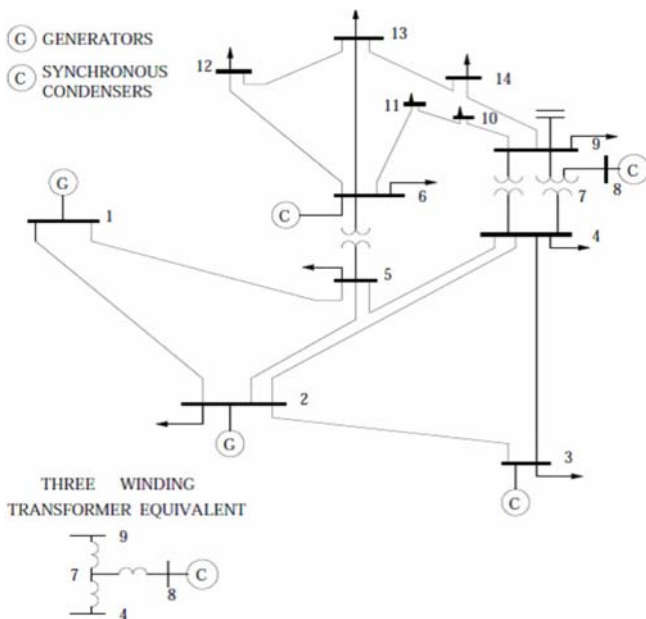 G GENERATORS
C SYNCHRONOUS
CONDENSERS
13
12
14
11
10
9
G
C
C
8
7
6
1
4
5
2
G
3
C
THREE WINDING
TRANSFORMER EQUIVALENT
9
7
C
8
4